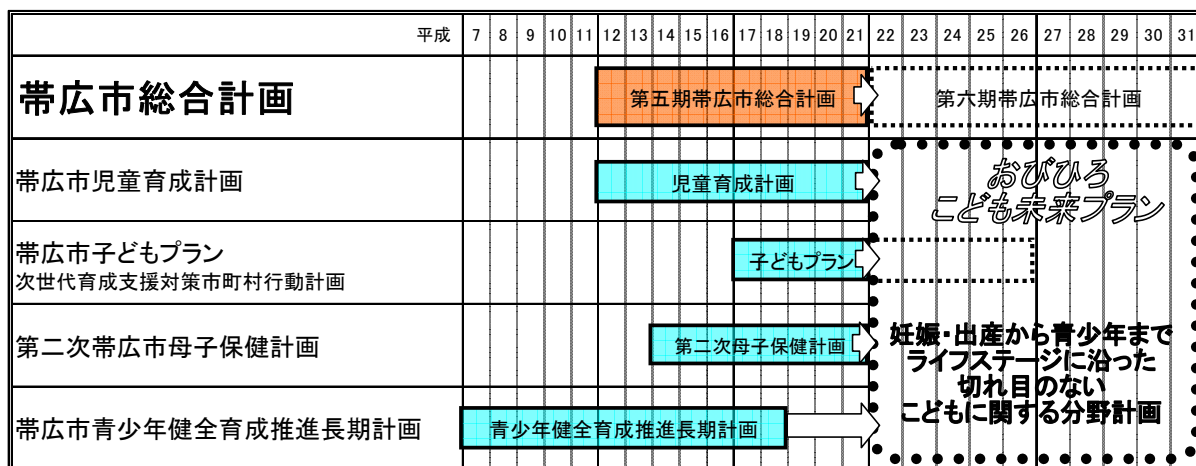 平成 7 8 9 10 11 12 13 14 15 16 17 18 19 20 21 22 23 24 25 26 27 28 29 30 31
帯広市総合計画
第五期帯広市総合計画
第六期帯広市総合計画
帯広市児童育成計画
児童育成計画
おびひろ
こども未来プラン
帯広市子どもプラン
次世代育成支援対策市町村行動計画
子どもプラン
第二次帯広市母子保健計画
第二次母子保健計画
妊娠・出産から青少年まで
ライフステージに沿った
切れ目のない
こどもに関する分野計画
帯広市青少年健全育成推進長期計画
青少年健全育成推進長期計画